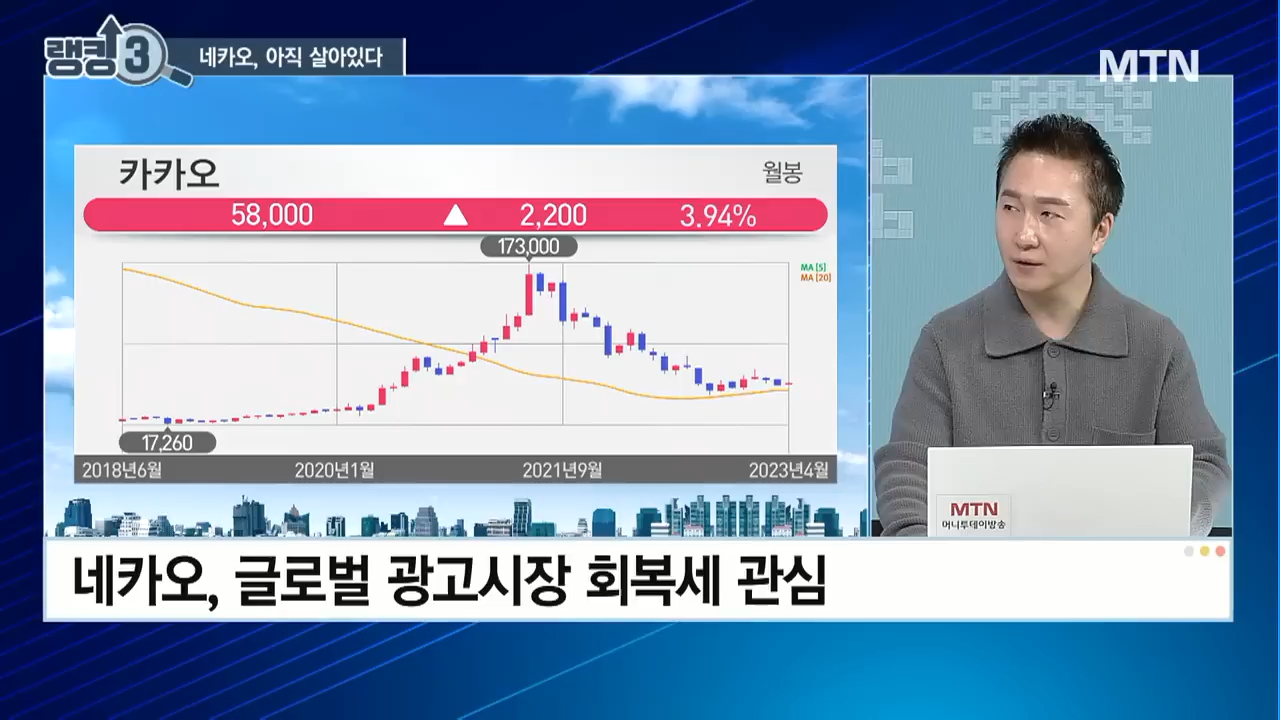 랭킹3
네카오, 아직 살아있다
MTN
카카오
월봉
58,000 ▲ 2,200 3.94%
173,000
MA [5]
MA [20]
17,260
2018년6월 2020년1월 2021년9월 2023년4월
MTN
머니투데이방송
네카오, 글로벌 광고시장 회복세 관심